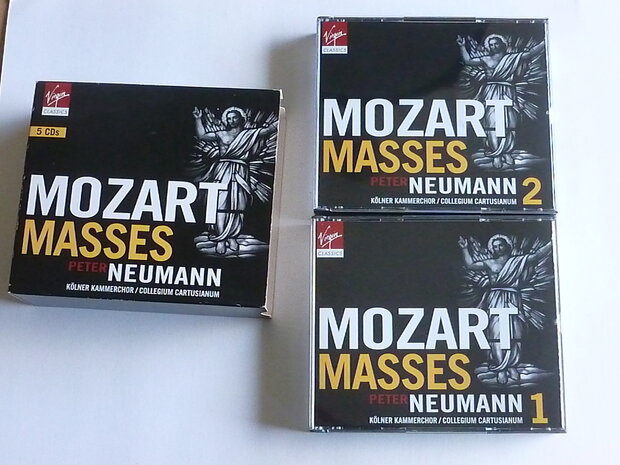 Virgin
CLASSICS
5 CDs
MOZART
MASSES
PETER NEUMANN
KÖLNER KAMMERCHOR/COLLEGIUM CARTUSIANUM
Virgin
CLASSICS
MOZART
MASSES
PETER NEUMANN 2
KÖLNER KAMMERCHOR/COLLEGIUM CARTUSIANUM
Virgin
CLASSICS
MOZART
MASSES
PETER NEUMANN 1
KÖLNER KAMMERCHOR/COLLEGIUM CARTUSIANUM